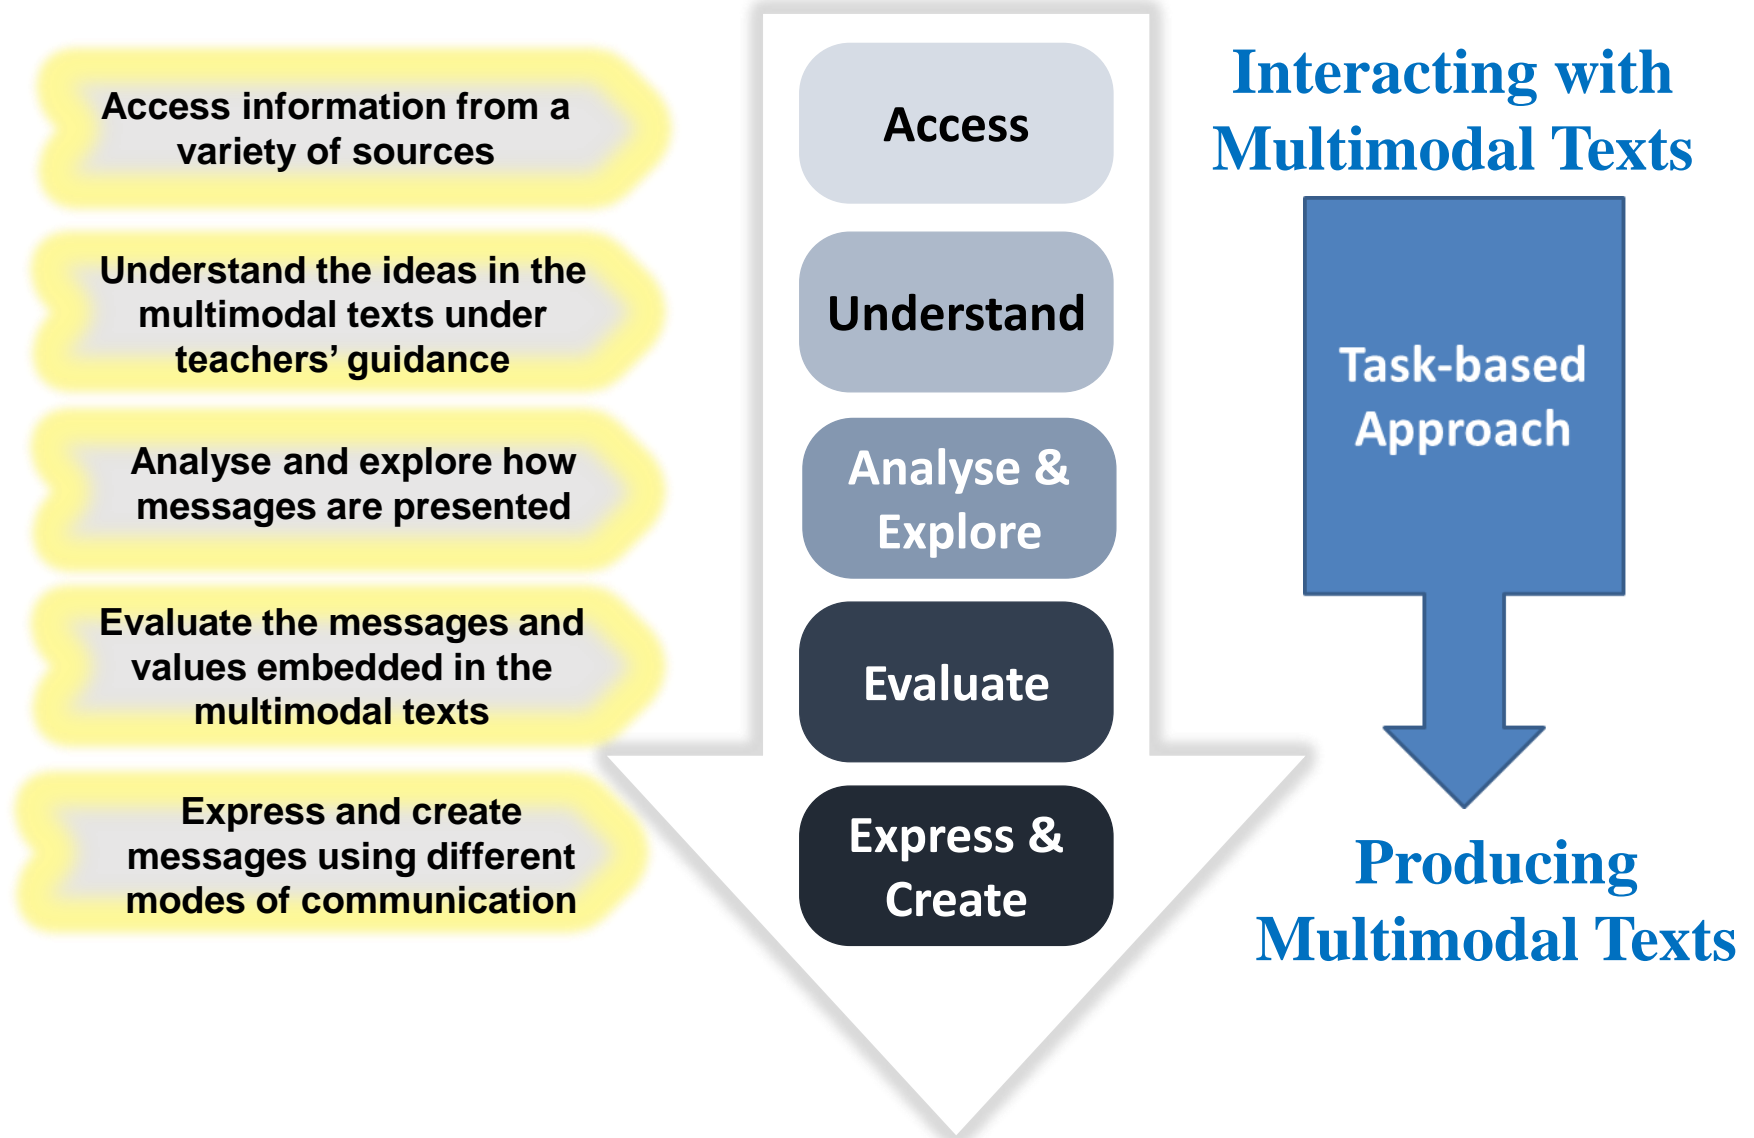 Access information from a
variety of sources
Understand the ideas in the
multimodal texts under
teachers’ guidance
Analyse and explore how
messages are presented
Evaluate the messages and
values embedded in the
multimodal texts
Express and create
messages using different
modes of communication
Access
Understand
Analyse &
Explore
Evaluate
Express &
Create
Interacting with
Multimodal Texts
Task-based
Approach
Producing
Multimodal Texts